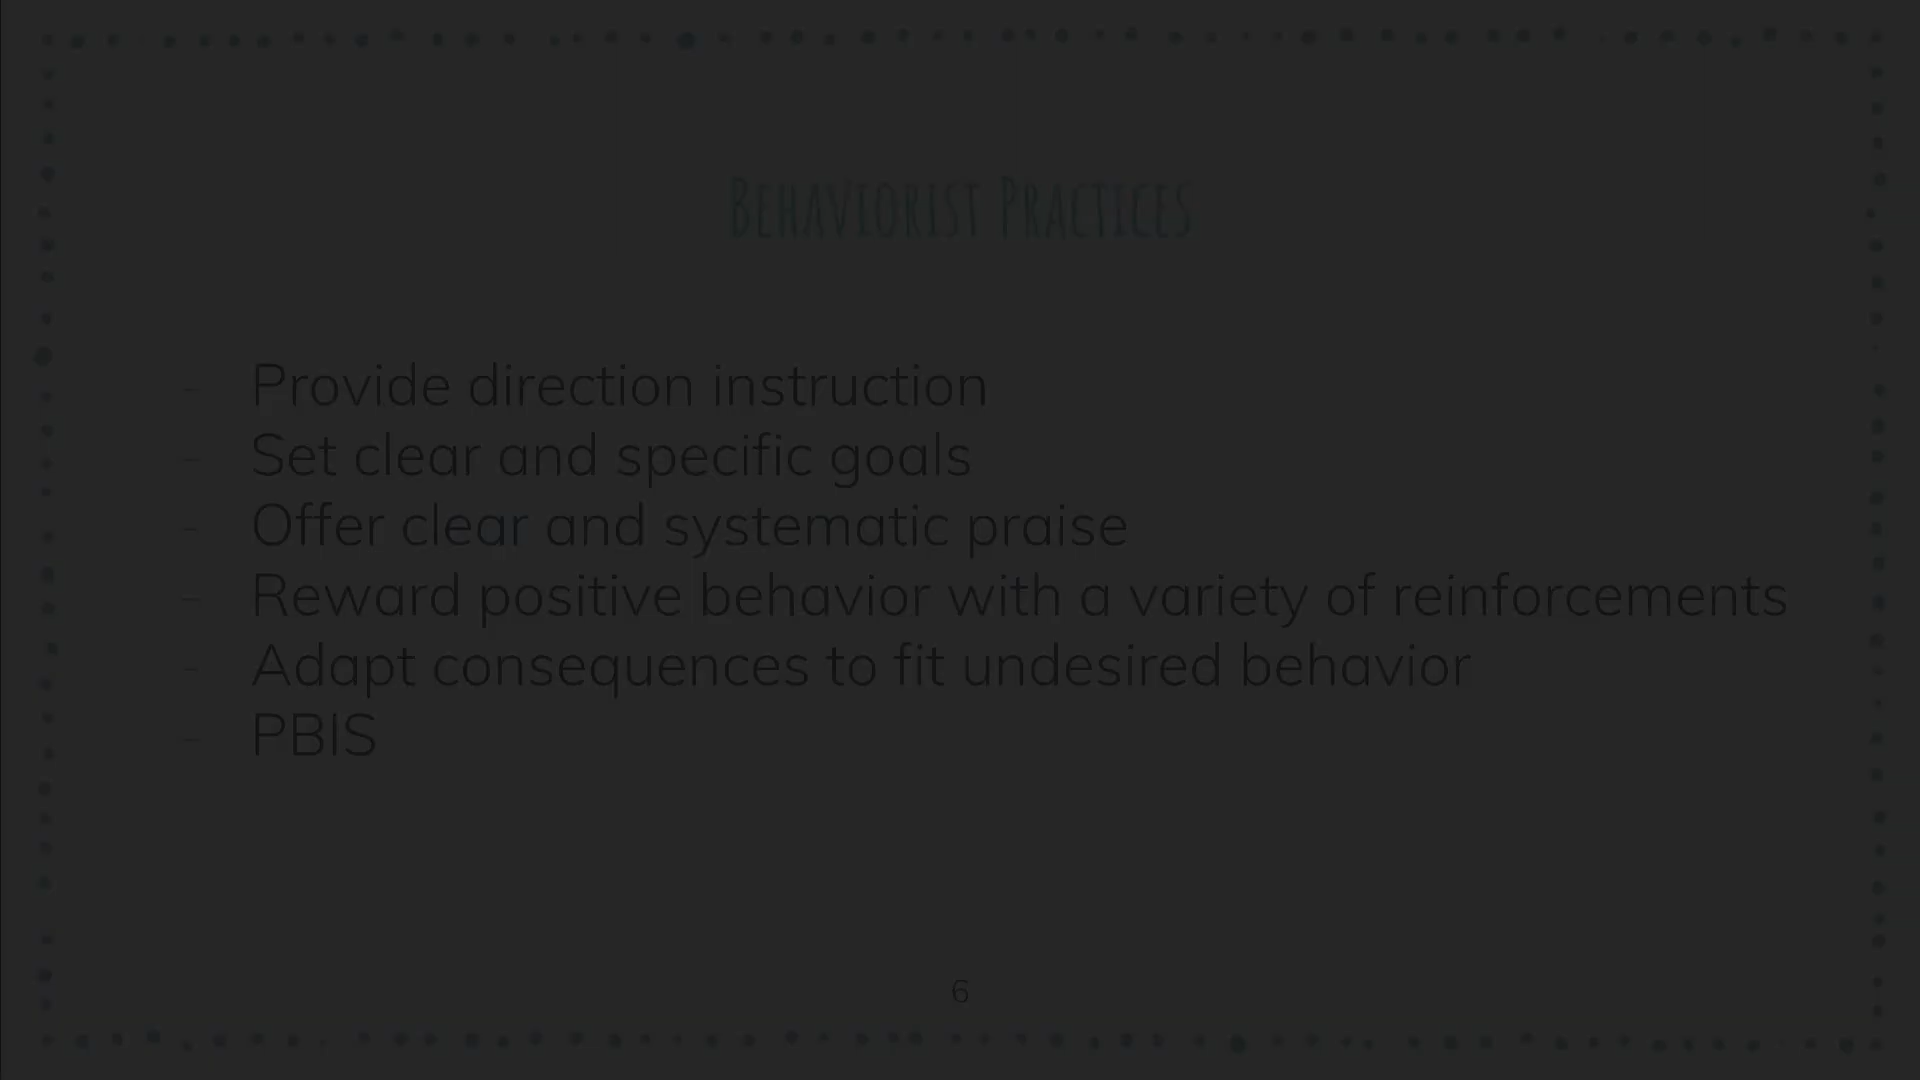 BEHAVIORIST PRACTICES
- Provide direction instruction
- Set clear and specific goals
- Offer clear and systematic praise
- Reward positive behavior with a variety of reinforcements
- Adapt consequences to fit undesired behavior
- PBIS
6